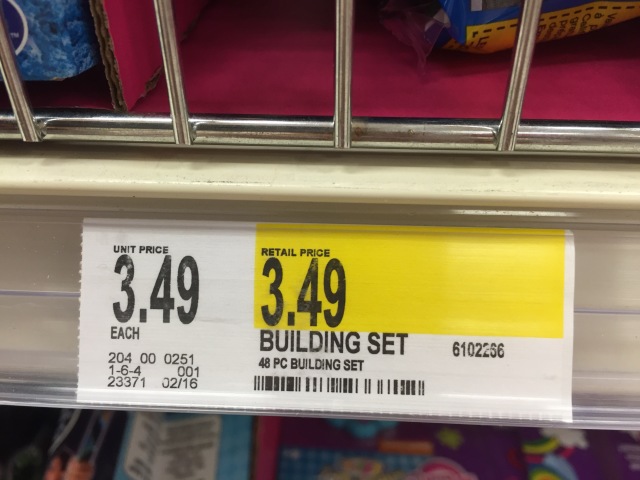 UNIT PRICE
3.49
EACH
204 00 0251
1-6-4 001
23371 02/16
RETAIL PRICE
3.49
BUILDING SET 6102266
48 PC BUILDING SET